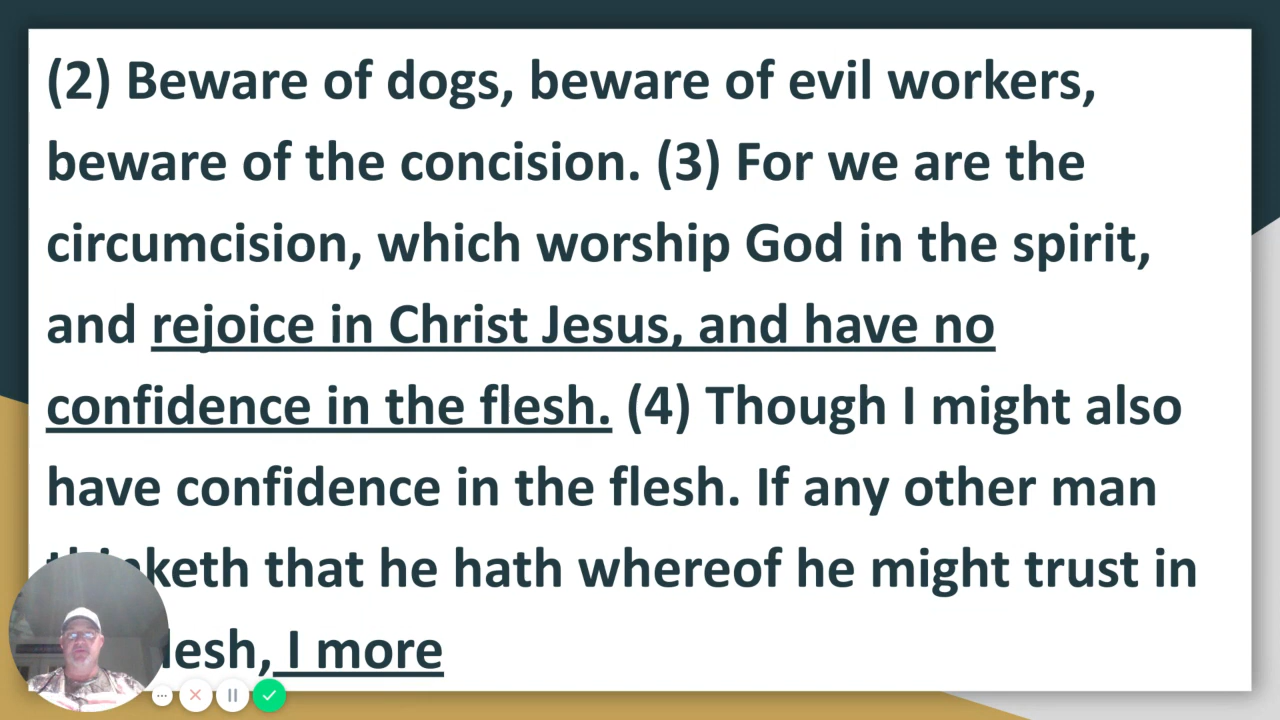 (2) Beware of dogs, beware of evil workers,
beware of the concision. (3) For we are the
circumcision, which worship God in the spirit,
and rejoice in Christ Jesus, and have no
confidence in the flesh. (4) Though I might also
have confidence in the flesh. If any other man
thinketh that he hath whereof he might trust in
flesh, I more